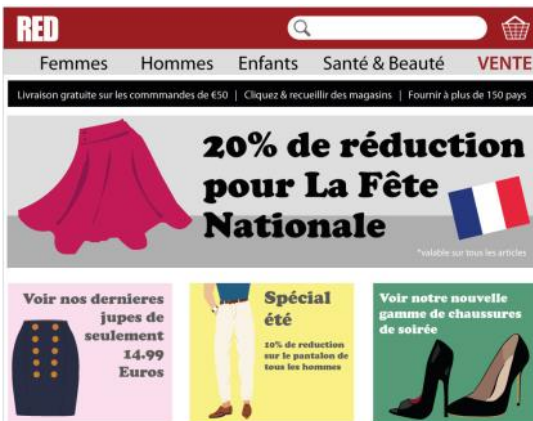 RED
Femmes Hommes Enfants Santé & Beauté VENTE
Livraison gratuite sur les commmandes de €50 | Cliquez & recueillir des magasins | Fournir à plus de 150 pays
20% de réduction
pour La Fête
Nationale
*valable sur tous les articles
Voir nos dernieres
jupes de
seulement
14.99
Euros
Spécial
été
20% de reduction
sur le pantalon de
tous les hommes
Voir notre nouvelle
gamme de chaussures
de soirée